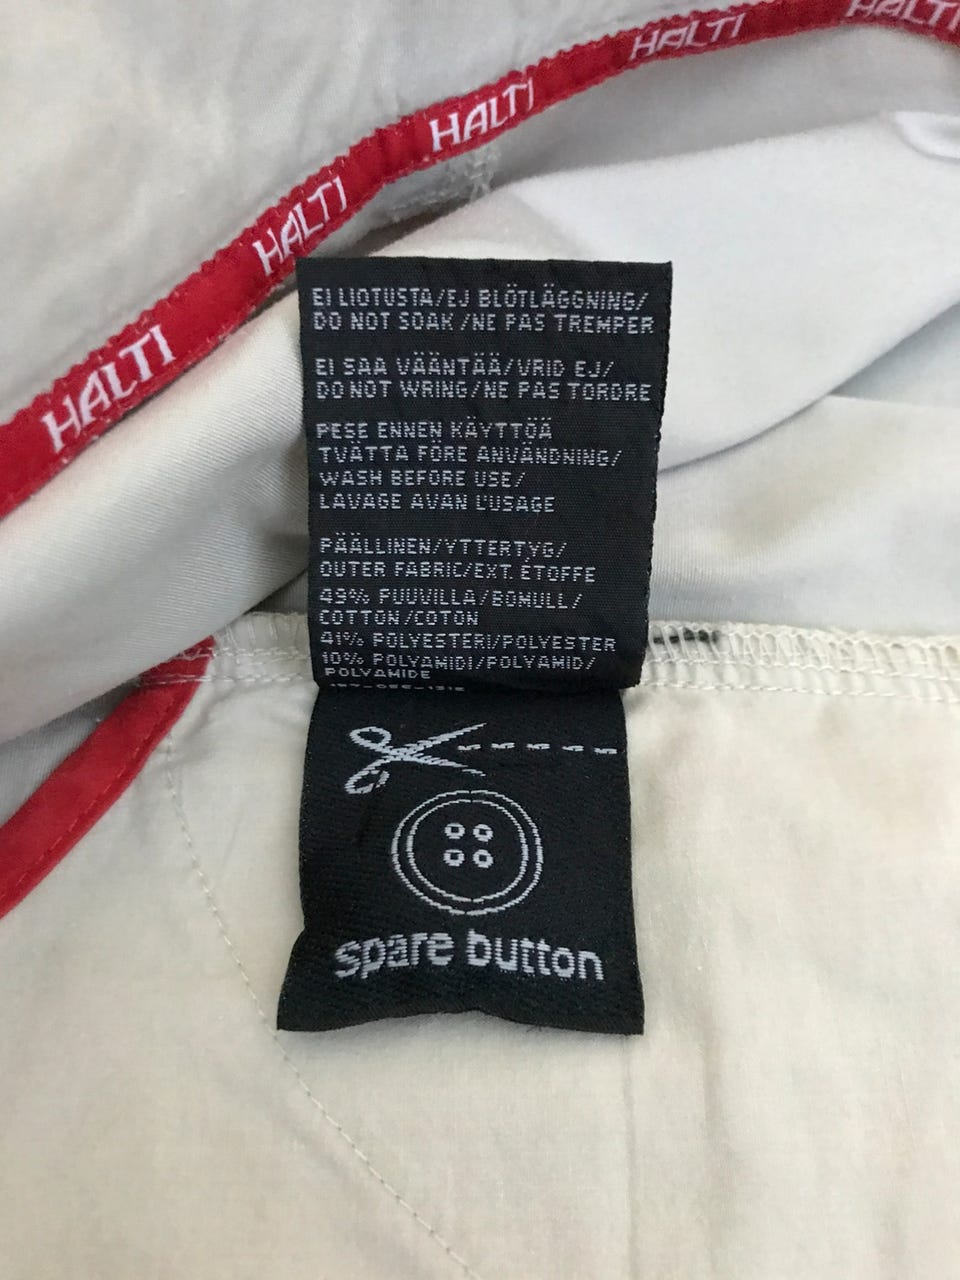 HALTI
HALTI
HALTI
HALTI
HALTI
EI LIOTUSTA/EJ BLÖTLÄGGNING/
DO NOT SOAK/NE PAS TREMPER
EI SAA VÄÄNTÄÄ/VRID EJ/
DO NOT WRING/NE PAS TORDRE
PESE ENNEN KÄYTTÖÄ
TVÄTTA FÖRE ANVÄNDNING/
WASH BEFORE USE/
LAVAGE AVAN L'USAGE
PÄÄLLINEN/YTTERTYG/
OUTER FABRIC/EXT. ÉTOFFE
49% PUUVILLA/BOMULL/
COTTON/COTON
41% POLYESTERI/POLYESTER
10% POLYAMIDI/POLYAMID/
POLYAMIDE
spare button